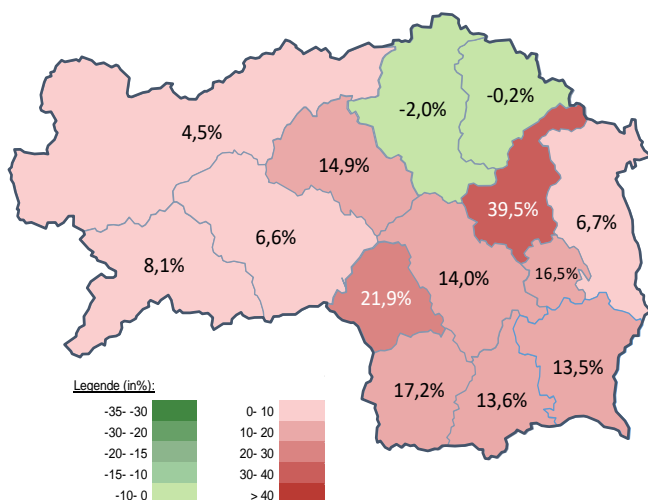 -2,0%
-0,2%
4,5%
14,9%
39,5%
6,7%
6,6%
8,1%
14,0%
16,5%
21,9%
13,5%
17,2%
13,6%
Legende (in%):
-35- -30 0- 10
-30- -20 10- 20
-20- -15 20- 30
-15- -10 30- 40
-10- 0 > 40